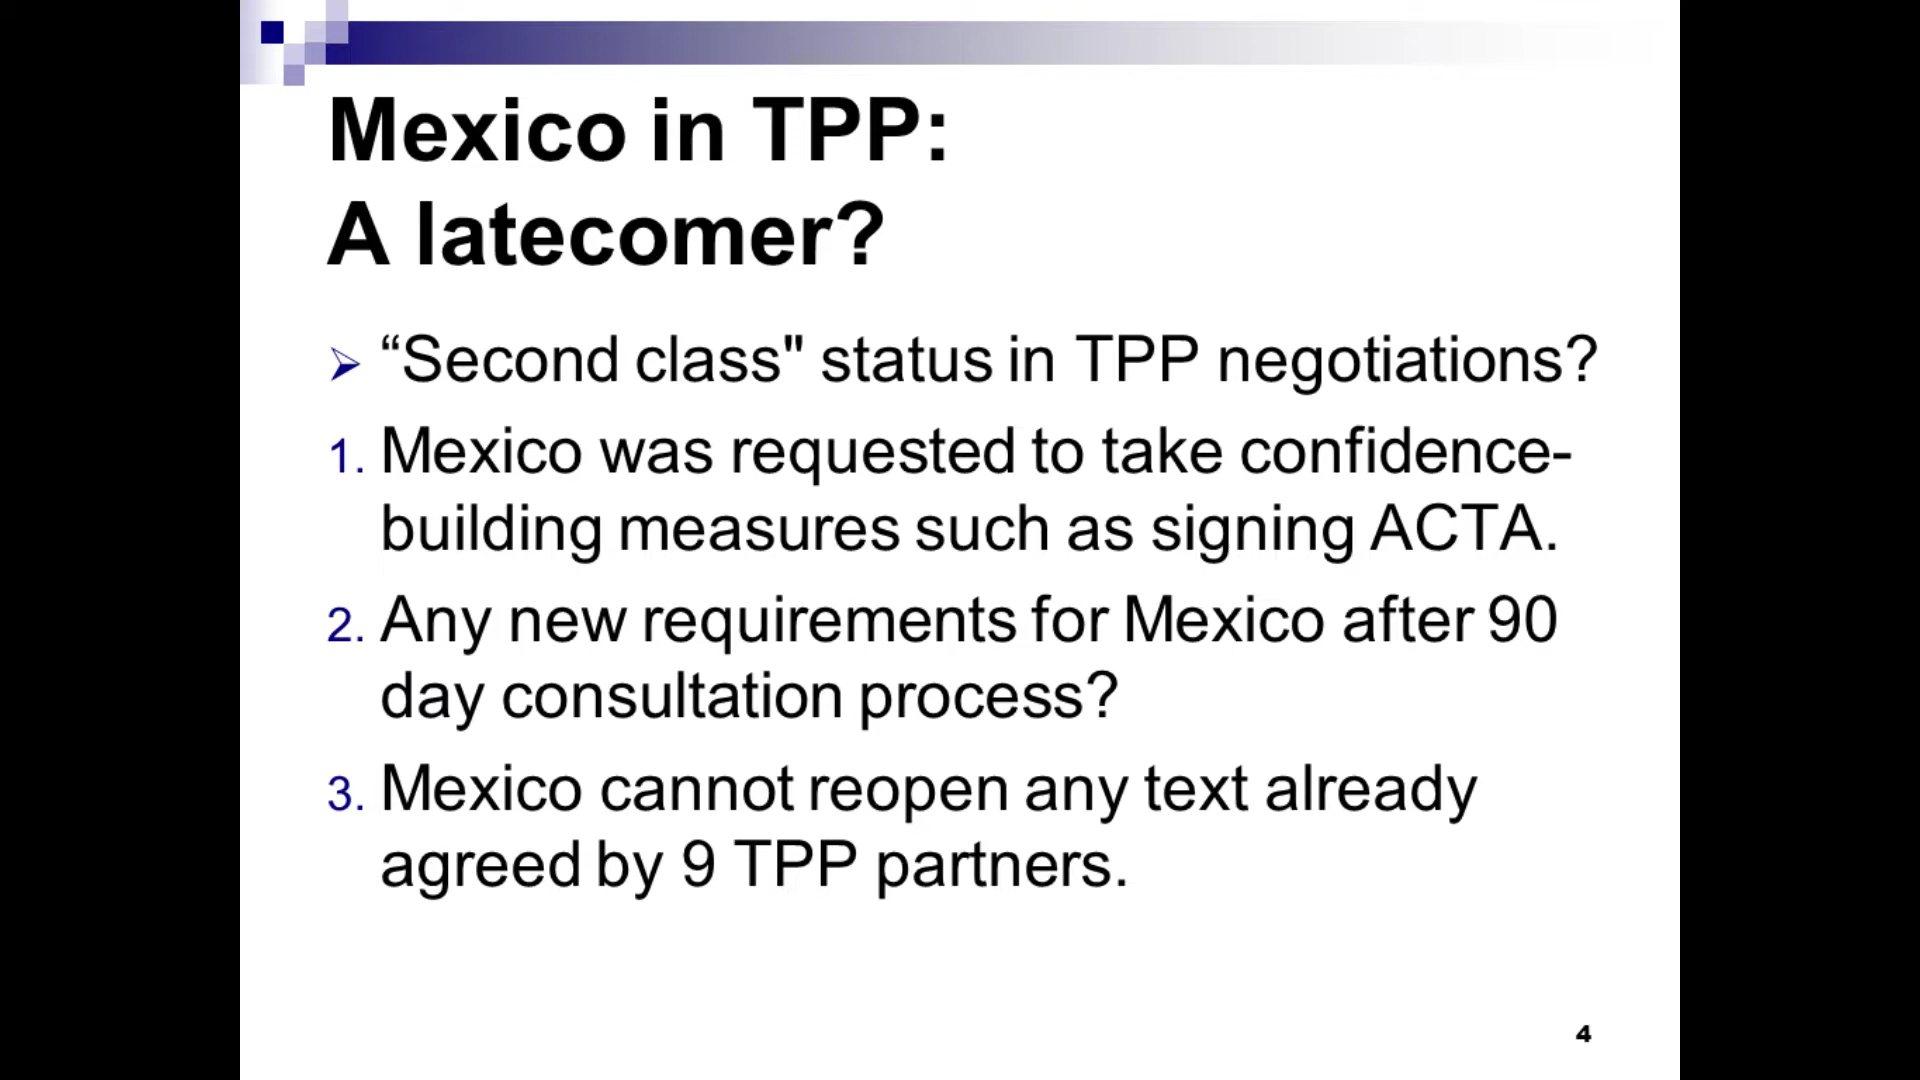 Mexico in TPP:
A latecomer?
➢ “Second class" status in TPP negotiations?
1. Mexico was requested to take confidence-
building measures such as signing ACTA.
2. Any new requirements for Mexico after 90
day consultation process?
3. Mexico cannot reopen any text already
agreed by 9 TPP partners.
4